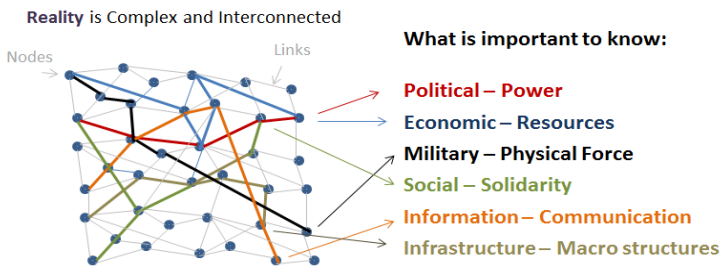 Reality is Complex and Interconnected
Nodes
Links
What is important to know:
Political – Power
Economic – Resources
Military – Physical Force
Social – Solidarity
Information – Communication
Infrastructure – Macro structures